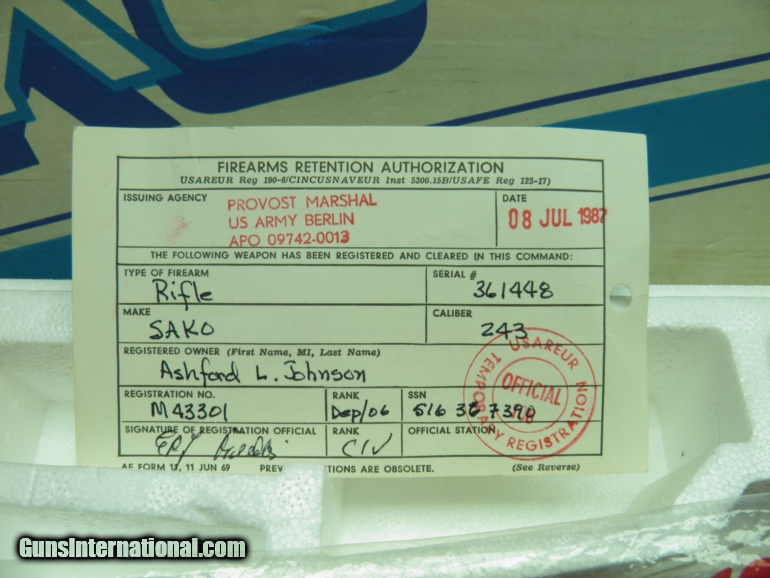 FIREARMS RETENTION AUTHORIZATION
USAREUR Reg 190-6/CINCUSNAVEUR Inst 5300.15B/USAFE Reg 125-17)
ISSUING AGENCY
PROVOST MARSHAL
US ARMY BERLIN
APO 09742-0013
DATE
08 JUL 1987
THE FOLLOWING WEAPON HAS BEEN REGISTERED AND CLEARED IN THIS COMMAND:
TYPE OF FIREARM
Rifle
SERIAL #
361448
MAKE
SAKO
CALIBER
243
REGISTERED OWNER (First Name, MI, Last Name)
Ashford L. Johnson
REGISTRATION NO.
M43301
RANK
Dep/06
SSN
SIGNATURE OF REGISTRATION OFFICIAL
RANK
CIV
OFFICIAL STATION
USAREUR
OFFICIAL
TEMPORARY REGISTRATION
AE FORM 11 JUN 69
ARE OBSOLETE.
(See Reverse)
GunsInternational.com